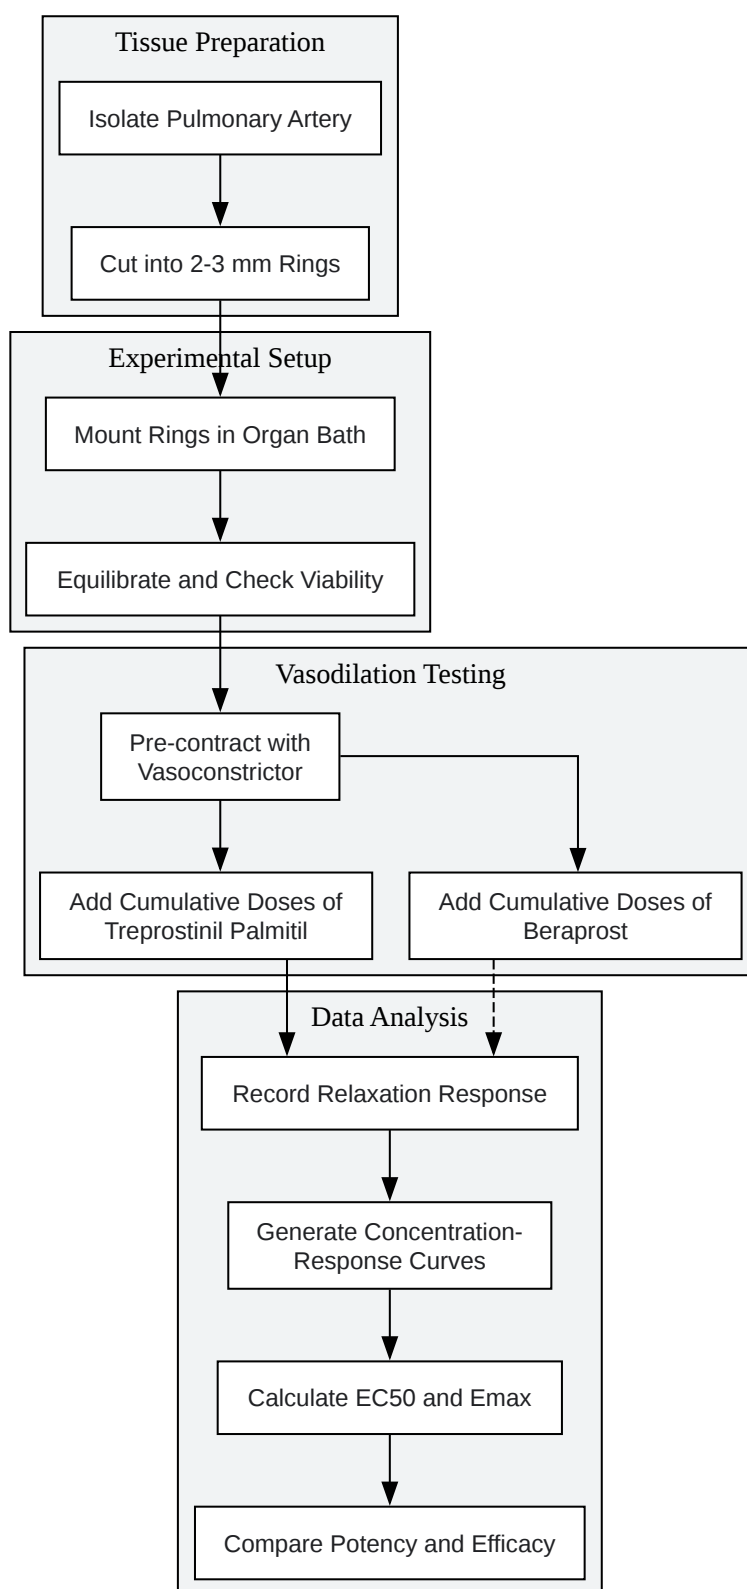 Tissue Preparation
Isolate Pulmonary Artery
Cut into 2-3 mm Rings
Experimental Setup
Mount Rings in Organ Bath
Equilibrate and Check Viability
Vasodilation Testing
Pre-contract with
Vasoconstrictor
Add Cumulative Doses of
Treprostinil Palmitil
Add Cumulative Doses of
Beraprost
Data Analysis
Record Relaxation Response
Generate Concentration-
Response Curves
Calculate EC50 and Emax
Compare Potency and Efficacy